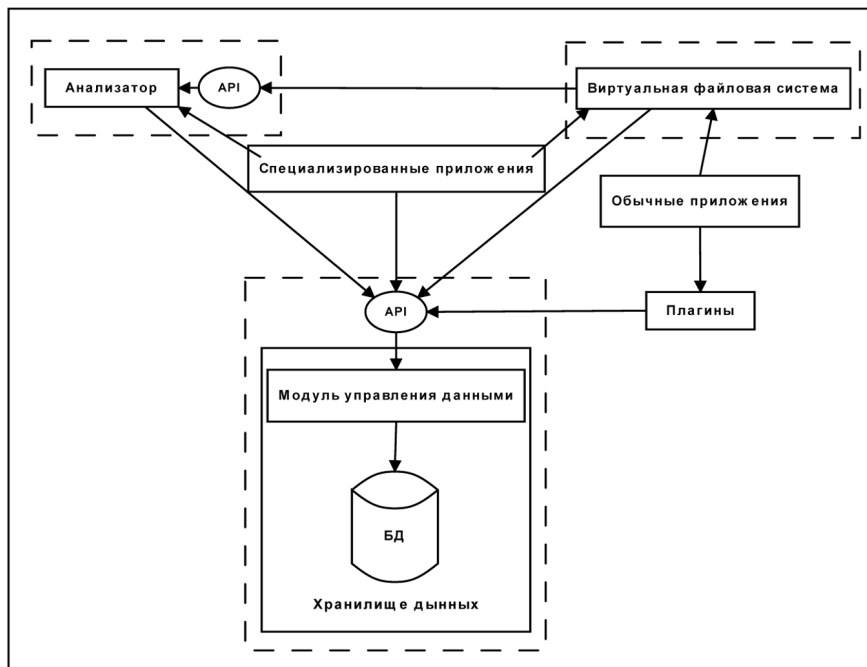 Анализатор
API
Виртуальная файловая система
Специализированные приложения
Обычные приложения
API
Плагины
Модуль управления данными
БД
Хранилище дынных